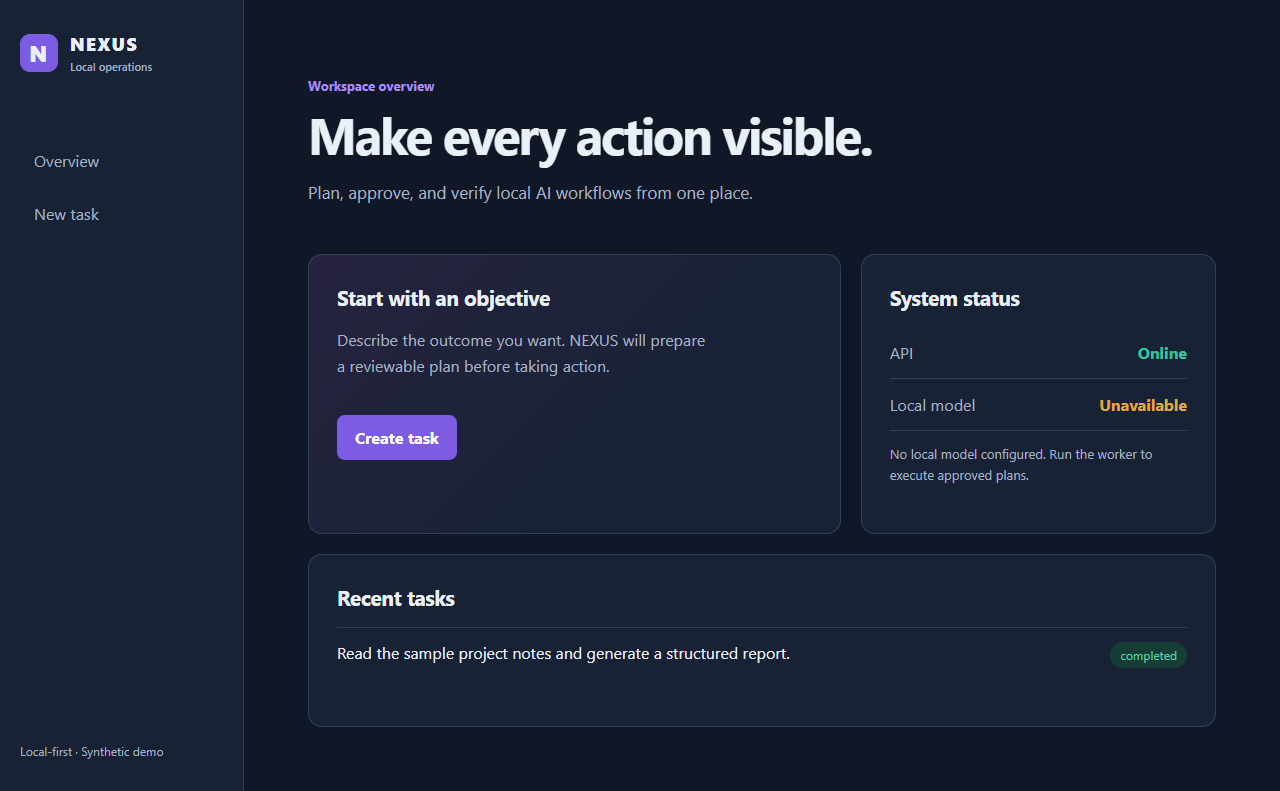 N
NEXUS
Local operations
Overview
New task
Local-first · Synthetic demo
Workspace overview
Make every action visible.
Plan, approve, and verify local AI workflows from one place.
Start with an objective
Describe the outcome you want. NEXUS will prepare
a reviewable plan before taking action.
Create task
System status
API Online
Local model Unavailable
No local model configured. Run the worker to
execute approved plans.
Recent tasks
Read the sample project notes and generate a structured report. completed